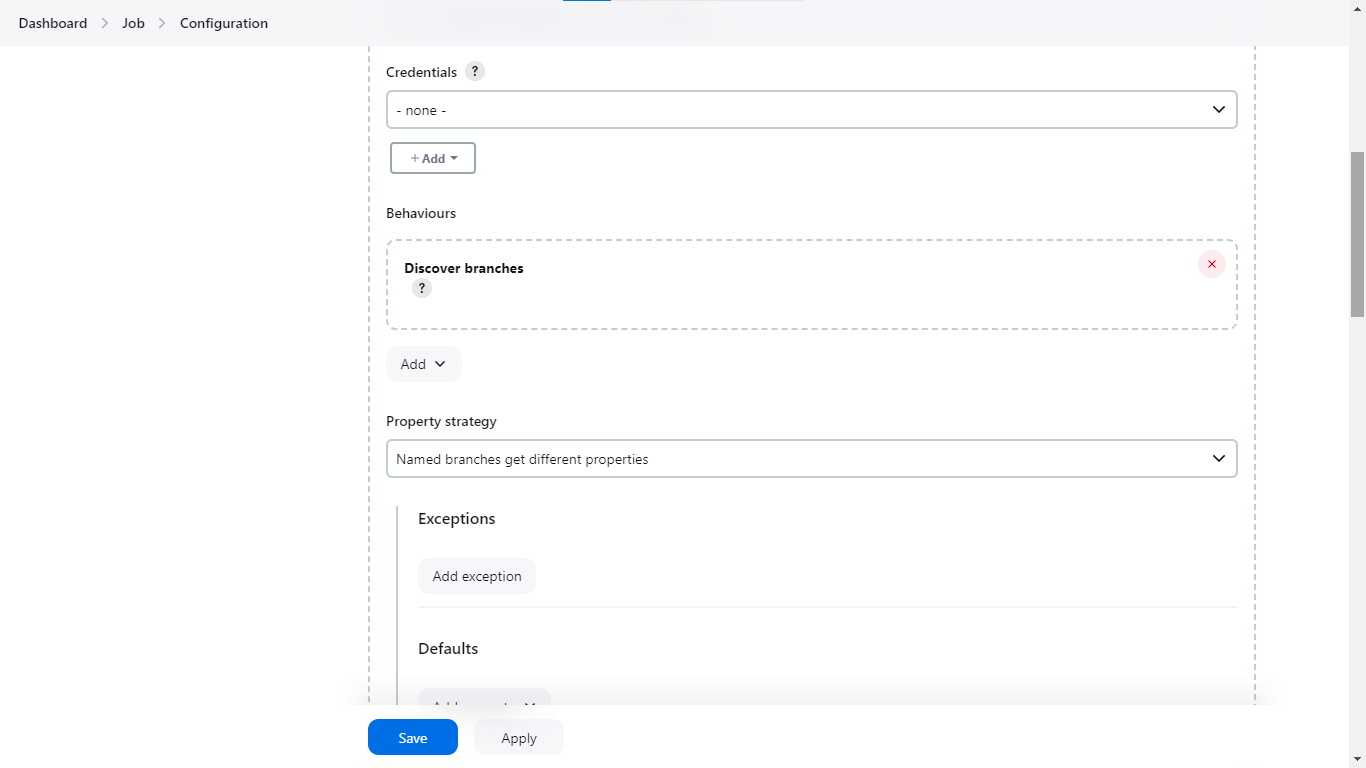 Dashboard > Job > Configuration
Credentials ?
- none -
+ Add
Behaviours
Discover branches
?
Add
Property strategy
Named branches get different properties
Exceptions
Add exception
Defaults
Save Apply